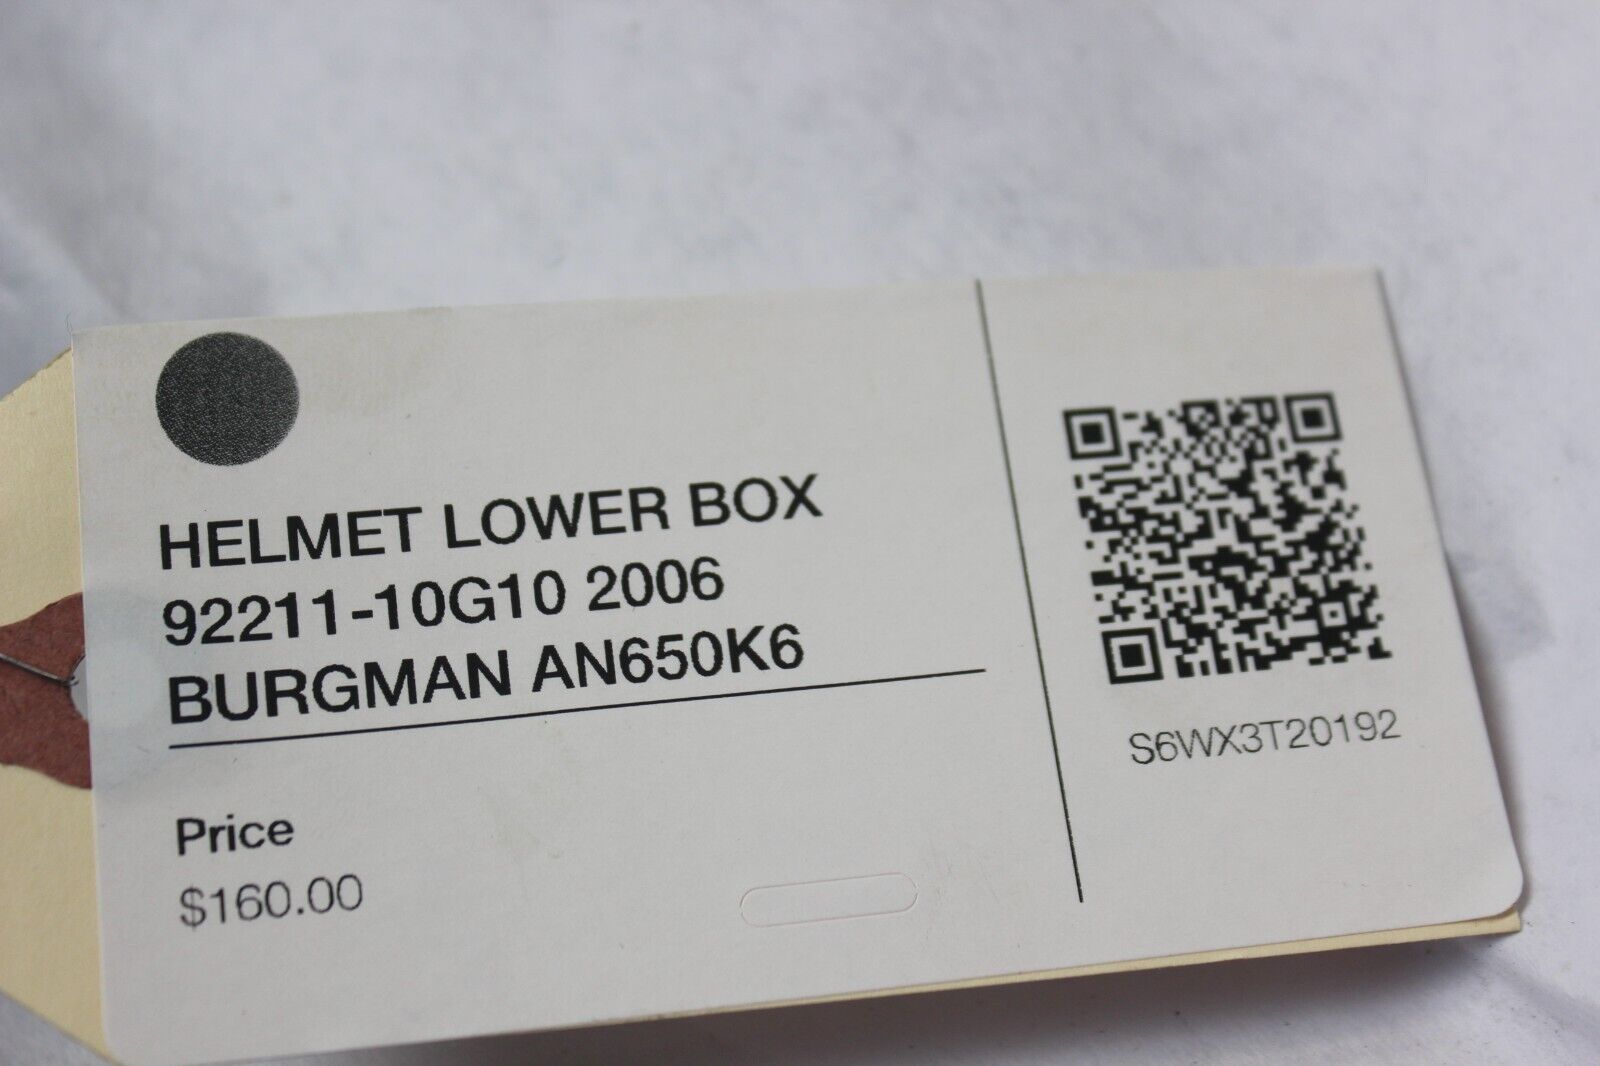 HELMET LOWER BOX
92211-10G10 2006
BURGMAN AN650K6
Price
$160.00
S6WX3T20192